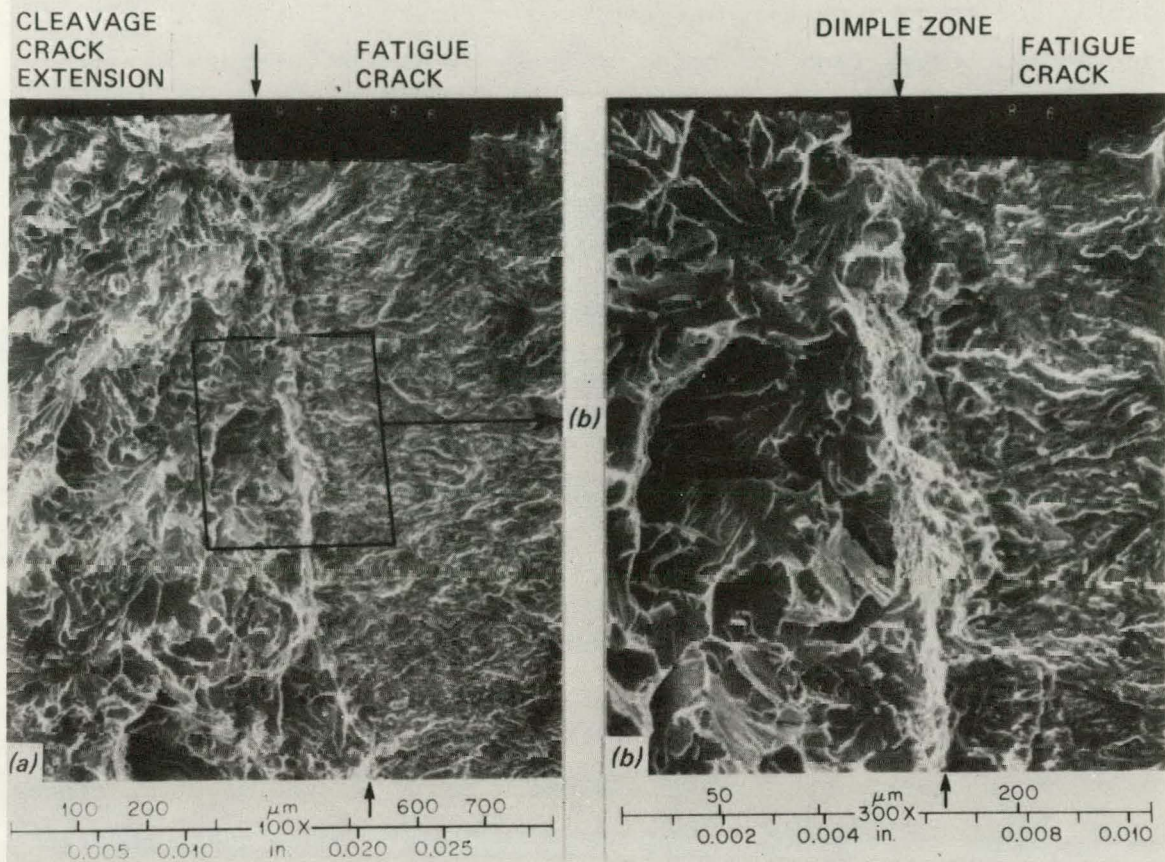 CLEAVAGE
CRACK
EXTENSION
FATIGUE
CRACK
DIMPLE ZONE
FATIGUE
CRACK
(b)
(a)
(b)
100 200 μm 600 700
100X
0.005 0.010 in. 0.020 0.025
50 μm 200
300X
0.002 0.004 in. 0.008 0.010